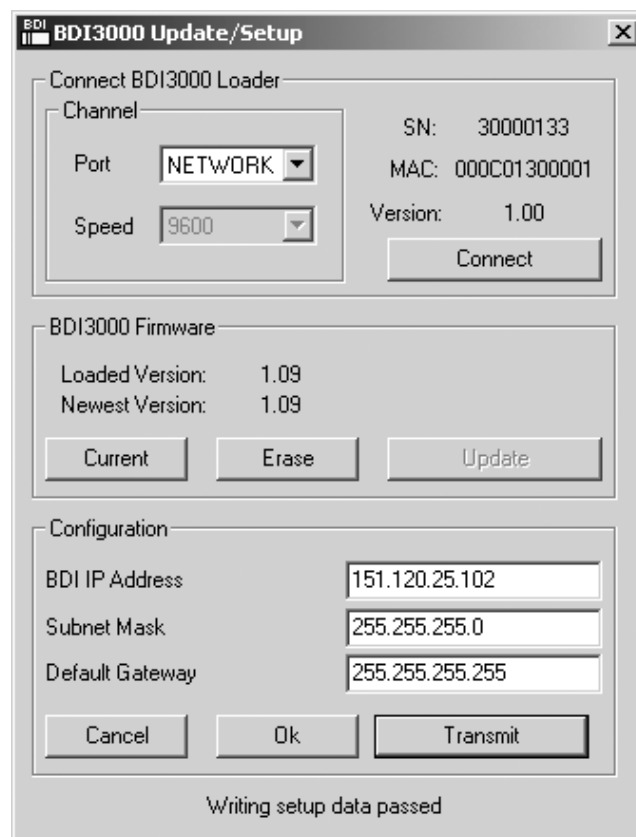 BDI BDI3000 Update/Setup
Connect BDI3000 Loader
Channel
Port NETWORK
Speed 9600
SN: 30000133
MAC: 000C01300001
Version: 1.00
Connect
BDI3000 Firmware
Loaded Version: 1.09
Newest Version: 1.09
Current Erase Update
Configuration
BDI IP Address 151.120.25.102
Subnet Mask 255.255.255.0
Default Gateway 255.255.255.255
Cancel Ok Transmit
Writing setup data passed